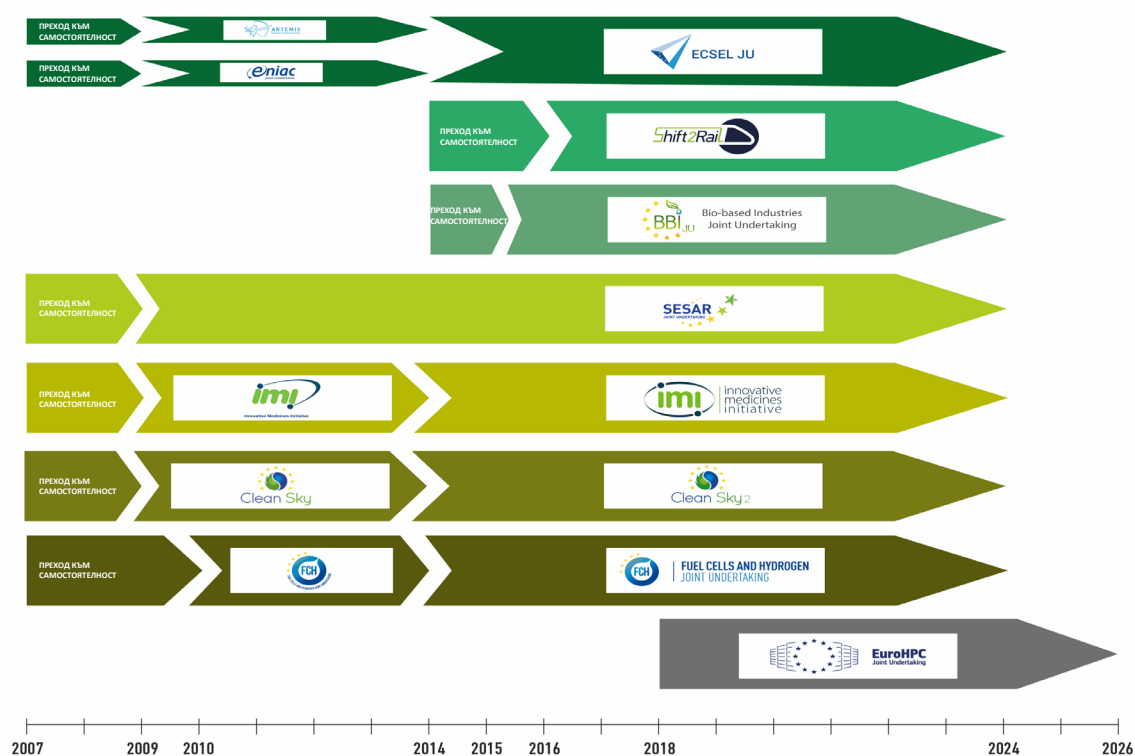 ПРЕХОД КЪМ
САМОСТОЯТЕЛНОСТ
ARTEMIS
ECSEL JU
ПРЕХОД КЪМ
САМОСТОЯТЕЛНОСТ
eniac
ПРЕХОД КЪМ
САМОСТОЯТЕЛНОСТ
Shift2Rail
ПРЕХОД КЪМ
САМОСТОЯТЕЛНОСТ
BBI JU
Bio-based Industries
Joint Undertaking
ПРЕХОД КЪМ
САМОСТОЯТЕЛНОСТ
SESAR
JOINT UNDERTAKING
ПРЕХОД КЪМ
САМОСТОЯТЕЛНОСТ
imi
Innovative Medicines Initiative
imi
innovative
medicines
initiative
ПРЕХОД КЪМ
САМОСТОЯТЕЛНОСТ
Clean Sky
Clean Sky2
ПРЕХОД КЪМ
САМОСТОЯТЕЛНОСТ
FCH
FCH
FUEL CELLS AND HYDROGEN
JOINT UNDERTAKING
EuroHPC
Joint Undertaking
2007 2009 2010 2014 2015 2016 2018 2024 2026